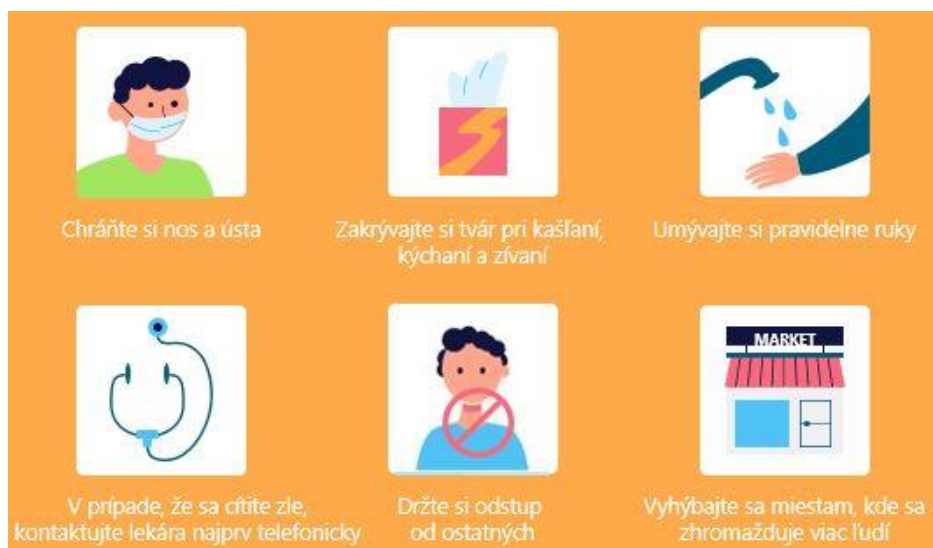 Chráňte si nos a ústa
Zakrývajte si tvár pri kašľaní,
kýchaní a zívaní
Umývajte si pravidelne ruky
V prípade, že sa cítite zle,
kontaktujte lekára najprv telefonicky
Držte si odstup
od ostatných
MARKET
Vyhýbajte sa miestam, kde sa
zhromažďuje viac ľudí